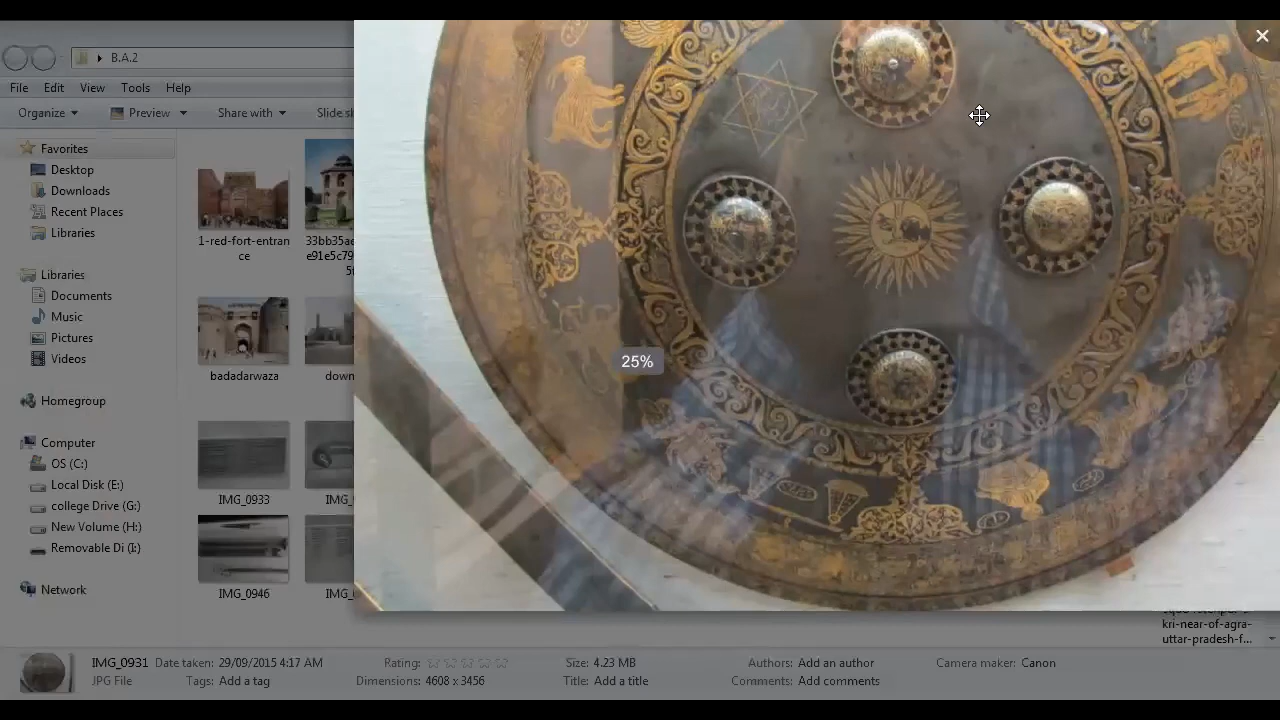 B.A.2
File Edit View Tools Help
Organize Preview Share with
Favorites
Desktop
Downloads
Recent Places
Libraries
Libraries
Documents
Music
Pictures
Videos
Homegroup
Computer
OS (C:)
Local Disk (E:)
college Drive (G:)
New Volume (H:)
Removable Di (I:)
Network
1-red-fort-entran
ce
33bb35ae
e91e5c79
badadarwaza
down
IMG_0933
IMG_0946
25%
kri-near-of-agra-
uttar-pradesh-f...
IMG_0931 Date taken: 29/09/2015 4:17 AM Rating: Size: 4.23 MB Authors: Add an author Camera maker: Canon
JPG File Tags: Add a tag Dimensions: 4608 x 3456 Title: Add a title Comments: Add comments